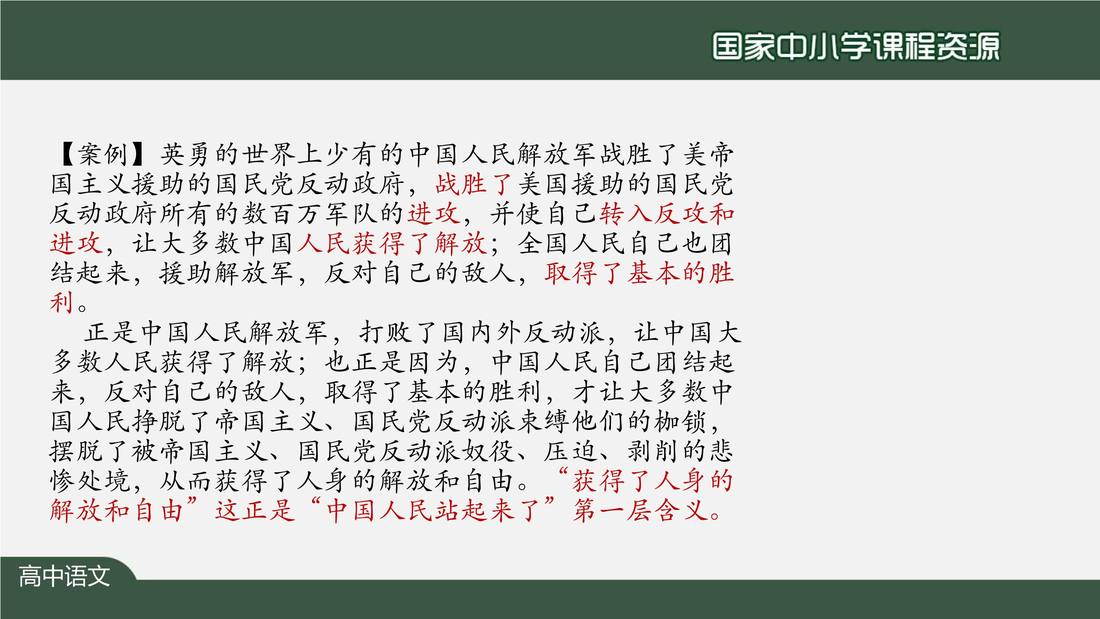 国家中小学课程资源
【案例】英勇的世界上少有的中国人民解放军战胜了美帝
国主义援助的国民党反动政府，战胜了美国援助的国民党
反动政府所有的数百万军队的进攻，并使自己转入反攻和
进攻，让大多数中国人民获得了解放；全国人民自己也团
结起来，援助解放军，反对自己的敌人，取得了基本的胜
利。
正是中国人民解放军，打败了国内外反动派，让中国大
多数人民获得了解放；也正是因为，中国人民自己团结起
来，反对自己的敌人，取得了基本的胜利，才让大多数中
国人民挣脱了帝国主义、国民党反动派束缚他们的枷锁，
摆脱了被帝国主义、国民党反动派奴役、压迫、剥削的悲
惨处境，从而获得了人身的解放和自由。“获得了人身的
解放和自由”这正是“中国人民站起来了”第一层含义。
高中语文